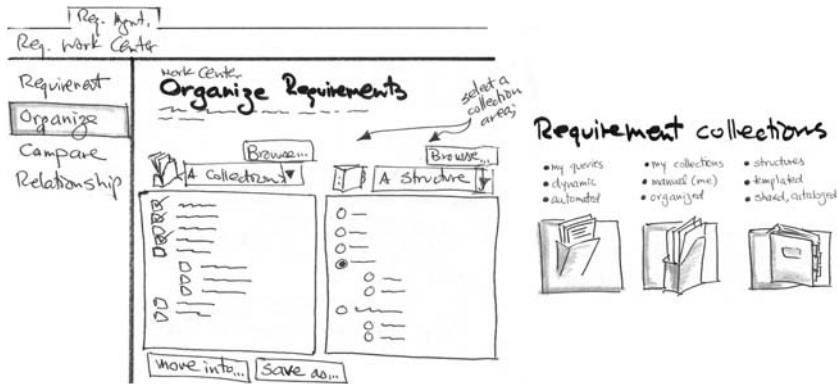 Req. Mgmt.
Req. Work Center
Requirement
Organize
Compare
Relationship
Work Center
Organize Requirements
select a
collection
area;
Browse...
A Collection
Browse...
A Structure
move into...
save as...
Requirement collections
• my queries
• dynamic
• automated
• my collections
• manual (me)
• organized
• structures
• templated
• shared, cataloged